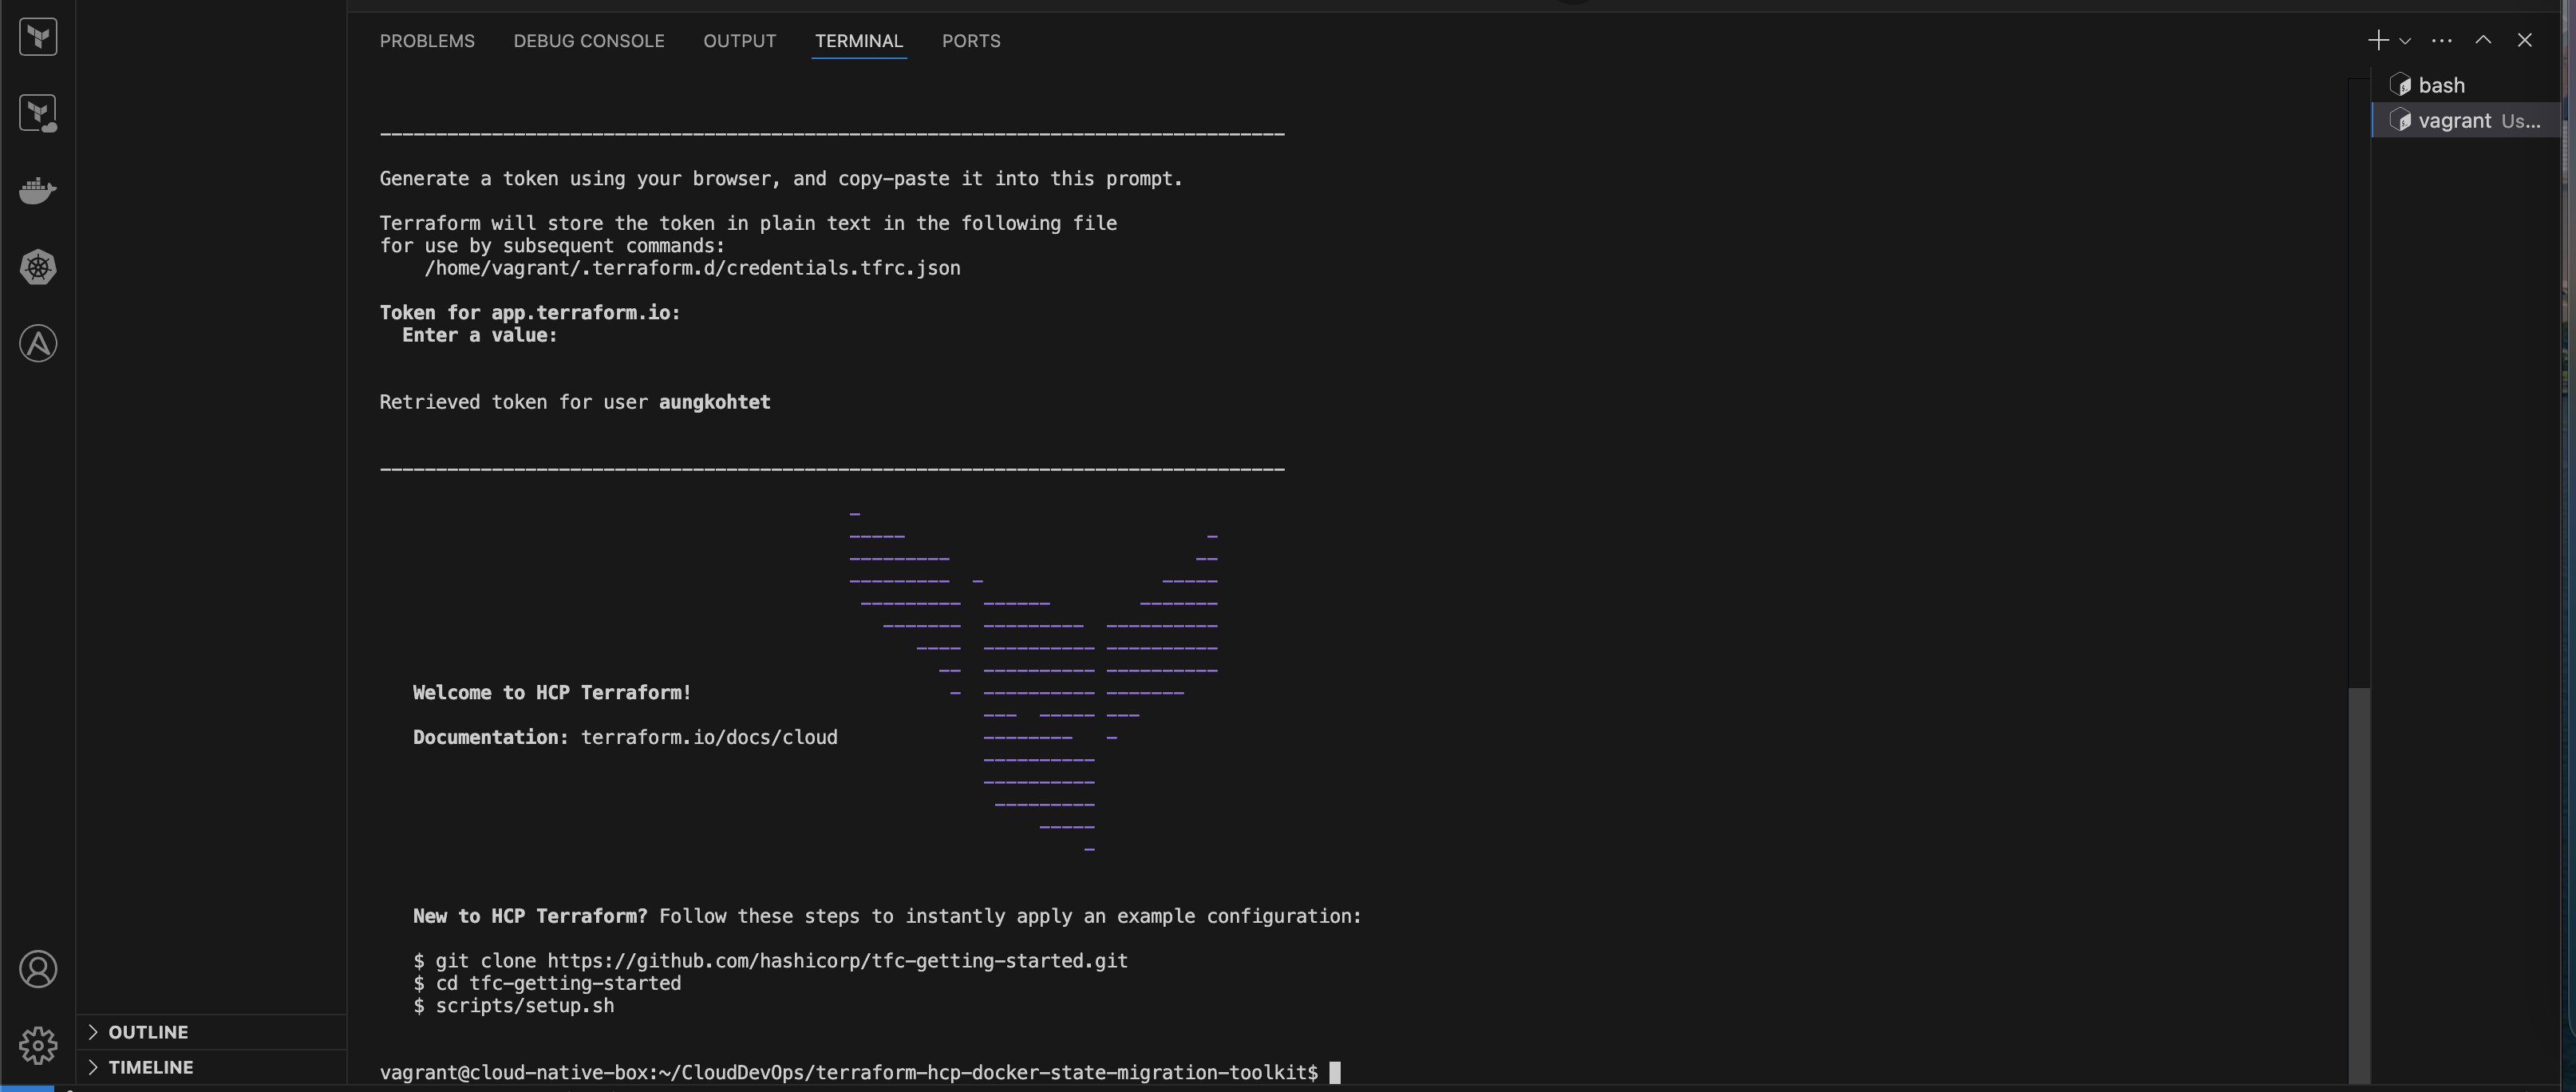 PROBLEMS DEBUG CONSOLE OUTPUT TERMINAL PORTS
bash
vagrant Us...
--------------------------------------------------------------------------------
Generate a token using your browser, and copy-paste it into this prompt.
Terraform will store the token in plain text in the following file
for use by subsequent commands:
/home/vagrant/.terraform.d/credentials.tfrc.json
Token for app.terraform.io:
Enter a value:
Retrieved token for user aungkohtet
--------------------------------------------------------------------------------
Welcome to HCP Terraform!
Documentation: terraform.io/docs/cloud
New to HCP Terraform? Follow these steps to instantly apply an example configuration:
$ git clone https://github.com/hashicorp/tfc-getting-started.git
$ cd tfc-getting-started
$ scripts/setup.sh
vagrant@cloud-native-box:~/CloudDevOps/terraform-hcp-docker-state-migration-toolkit$
OUTLINE
TIMELINE